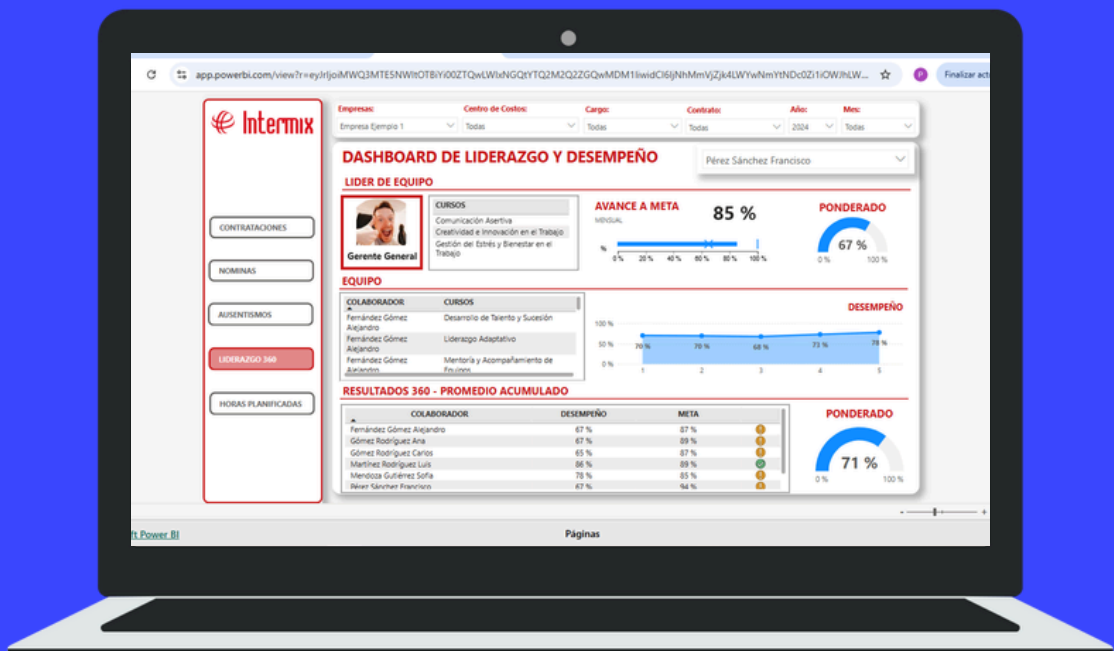 Finalizar act
Intermix
Empresas:
Empresa Ejemplo 1
Centro de Costos:
Todas
Cargo:
Todas
Contrato:
Todas
Año:
2024
Mes:
Todas
DASHBOARD DE LIDERAZGO Y DESEMPEÑO
Pérez Sánchez Francisco
CONTRATACIONES
NOMINAS
AUSENTISMOS
LIDERAZGO 360
HORAS PLANIFICADAS
LIDER DE EQUIPO
Gerente General
CURSOS
Comunicación Asertiva
Creatividad e Innovación en el Trabajo
Gestión del Estrés y Bienestar en el
Trabajo
AVANCE A META
MENSUAL
85 %
%
0 % 20 % 40 % 60 % 80 % 100 %
PONDERADO
67 %
0 % 100 %
EQUIPO
COLABORADOR CURSOS
Fernández Gómez Desarrollo de Talento y Sucesión
Alejandro
Fernández Gómez Liderazgo Adaptativo
Alejandro
Fernández Gómez Mentoría y Acompañamiento de
Alejandro Equipos
DESEMPEÑO
100 %
50 %
0 %
70 % 70 % 68 % 73 % 78 %
1 2 3 4 5
RESULTADOS 360 - PROMEDIO ACUMULADO
COLABORADOR DESEMPEÑO META
Fernández Gómez Alejandro 67 % 87 %
Gómez Rodríguez Ana 67 % 89 %
Gómez Rodríguez Carlos 65 % 87 %
Martínez Rodríguez Luis 86 % 89 %
Mendoza Gutiérrez Sofía 78 % 85 %
Pérez Sánchez Francisco 67 % 94 %
PONDERADO
71 %
0 % 100 %
ft Power BI
Páginas